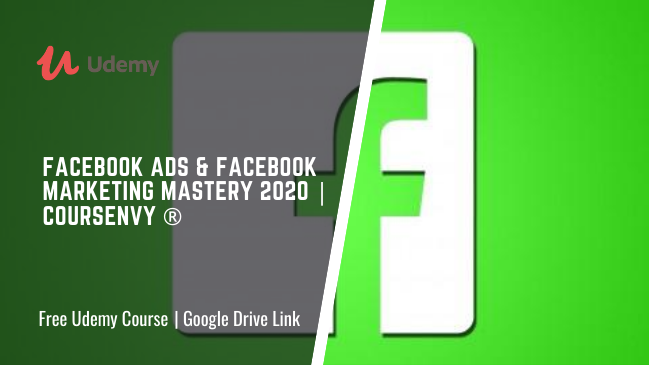 Udemy
FACEBOOK ADS & FACEBOOK
MARKETING MASTERY 2020 |
COURSENVY ®
Free Udemy Course | Google Drive Link